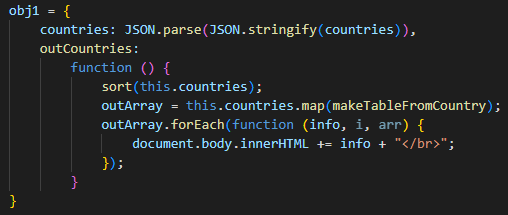 obj1 = {
    countries: JSON.parse(JSON.stringify(countries)),
    outCountries:
        function () {
            sort(this.countries);
            outArray = this.countries.map(makeTableFromCountry);
            outArray.forEach(function (info, i, arr) {
                document.body.innerHTML += info + "</br>";
            });
        }
}